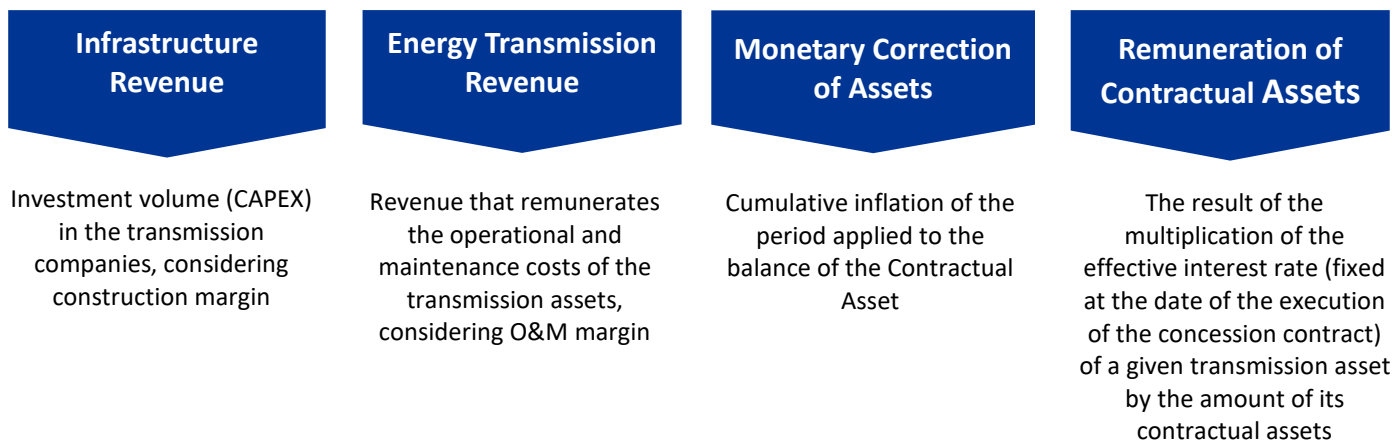 Infrastructure
Revenue
Investment volume (CAPEX)
in the transmission
companies, considering
construction margin
Energy Transmission
Revenue
Revenue that remunerates
the operational and
maintenance costs of the
transmission assets,
considering O&M margin
Monetary Correction
of Assets
Cumulative inflation of the
period applied to the
balance of the Contractual
Asset
Remuneration of
Contractual Assets
The result of the
multiplication of the
effective interest rate (fixed
at the date of the execution
of the concession contract)
of a given transmission asset
by the amount of its
contractual assets